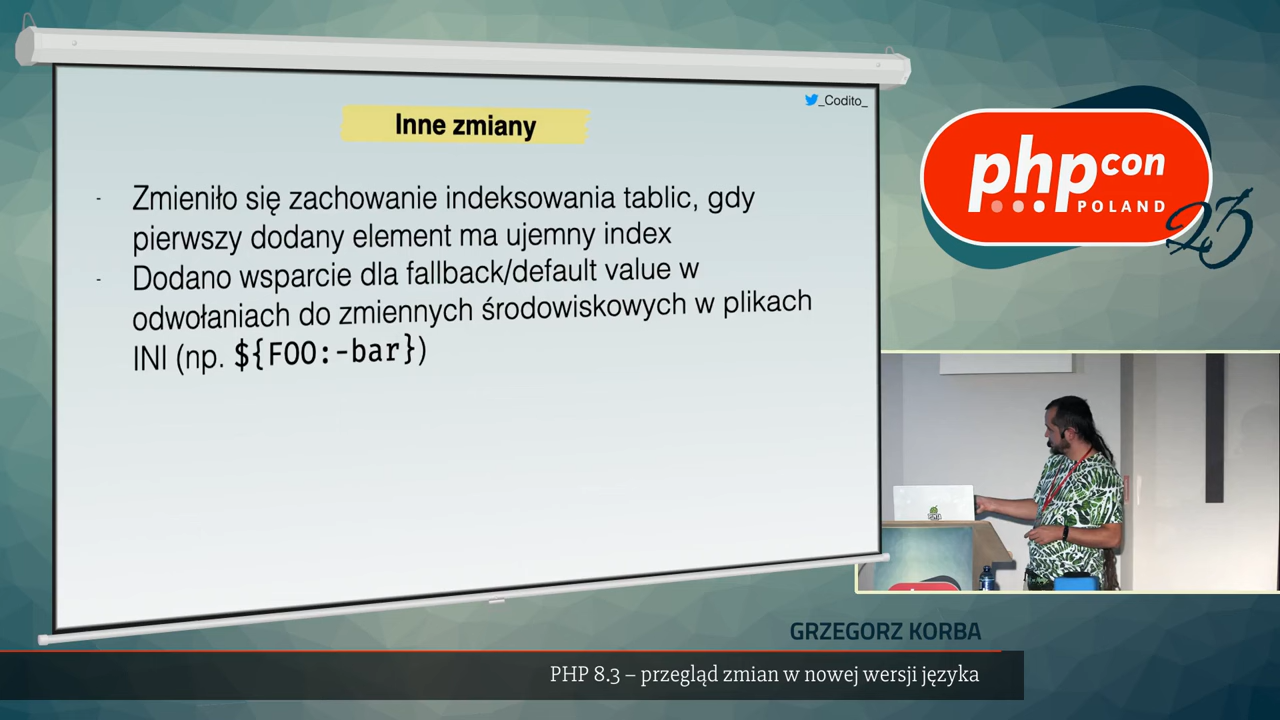 _Codito_
Inne zmiany
- Zmieniło się zachowanie indeksowania tablic, gdy
pierwszy dodany element ma ujemny index
- Dodano wsparcie dla fallback/default value w
odwołaniach do zmiennych środowiskowych w plikach
INI (np. ${FOO:-bar})
phpcon
POLAND
23
GRZEGORZ KORBA
PHP 8.3 – przegląd zmian w nowej wersji języka